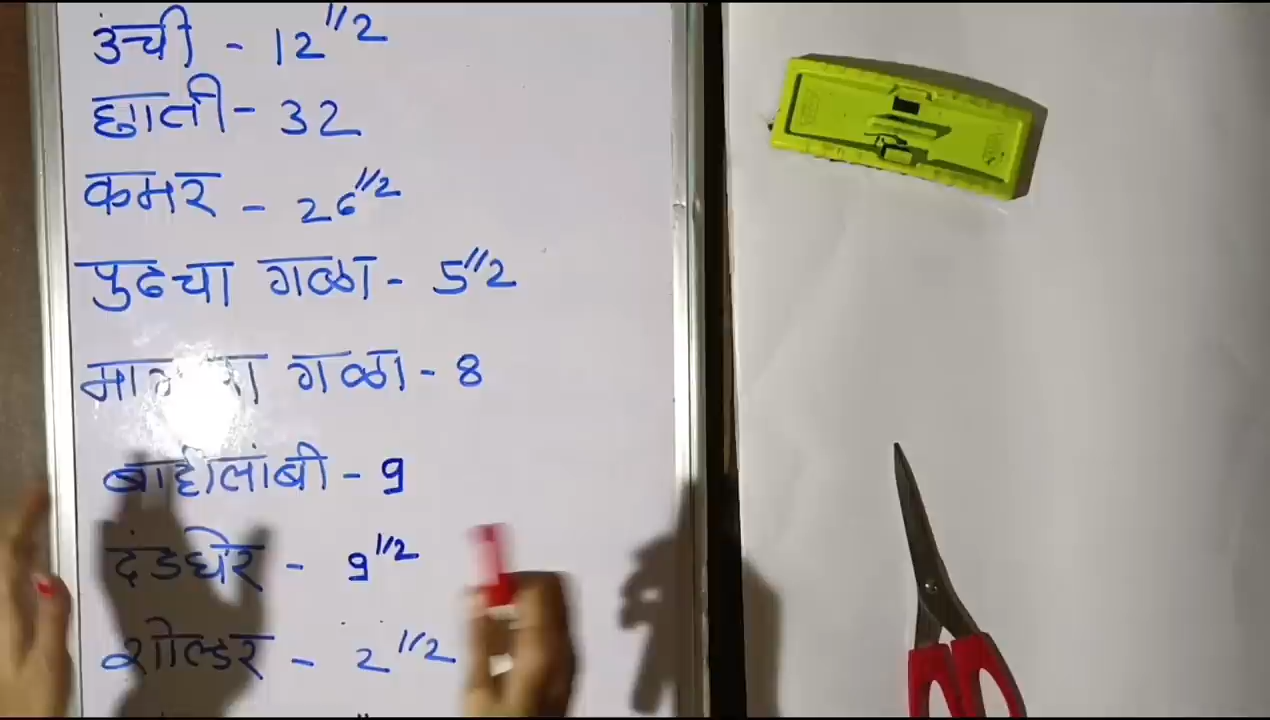 उंची - 12 1/2
छाती - 32
कमर - 26 1/2
पुढचा गळा - 5 1/2
गळा - 8
बाहीलांबी - 9
दंडघेर - 9 1/2
शोल्डर - 2 1/2